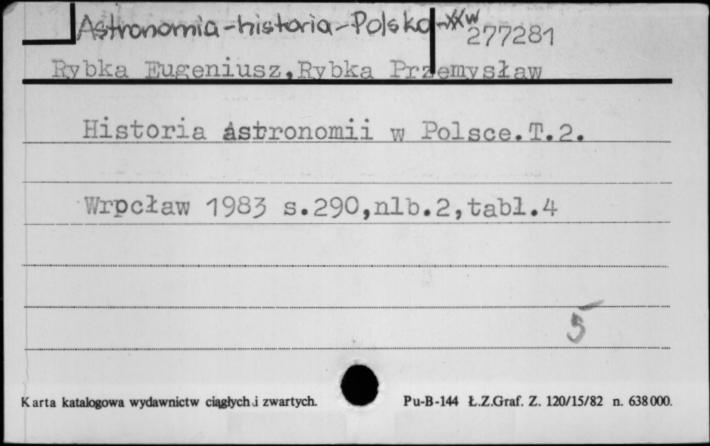 Astronomia-historia-Polska-XXw
277281
Rybka Eugeniusz,Rybka Przemysław
Historia astronomii w Polsce.T.2.
Wrpcław 1983 s.290,nlb.2,tabl.4
5
Karta katalogowa wydawnictw ciągłych.i zwartych. Pu-B-144 Ł.Z.Graf. Z. 120/15/82 n. 638000.